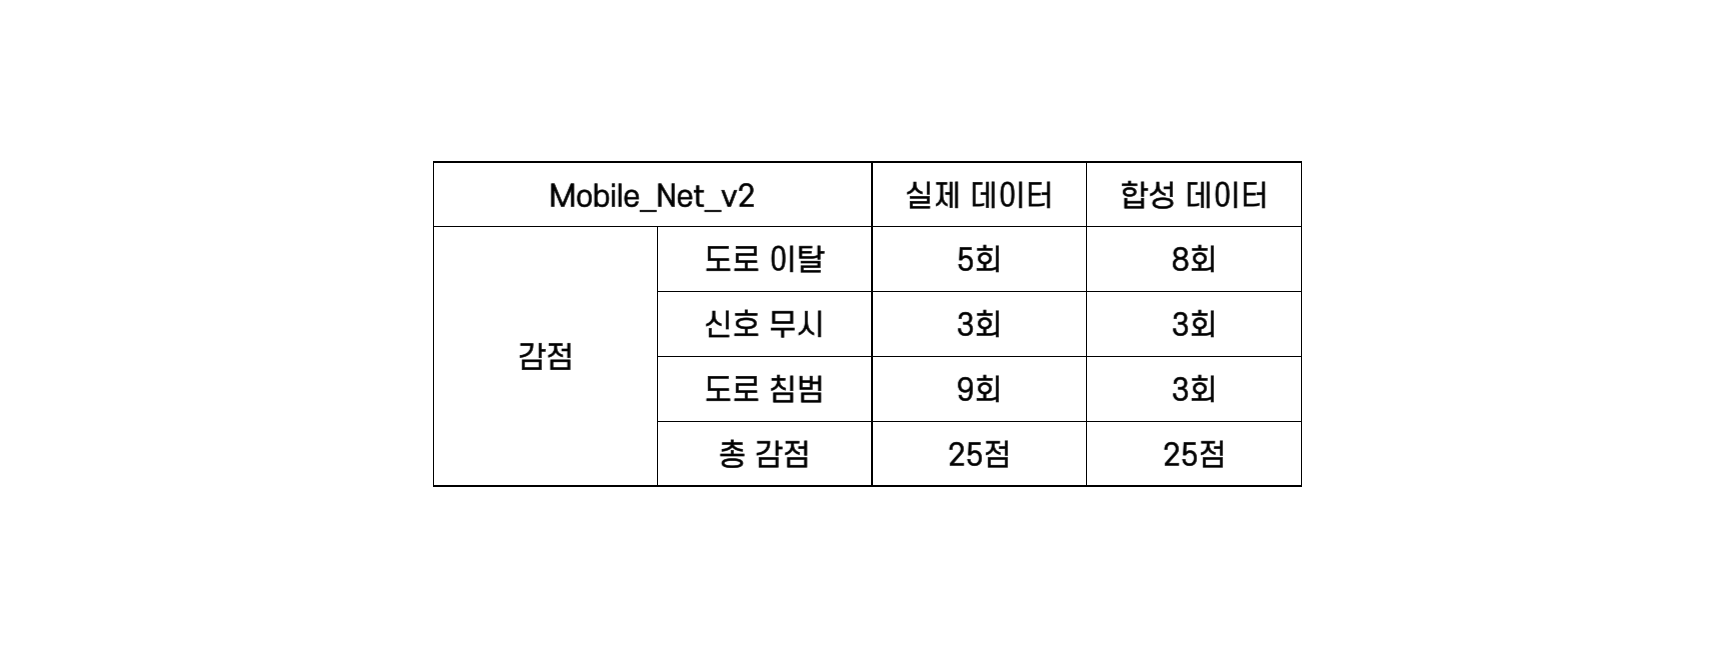 Mobile_Net_v2 실제 데이터 합성 데이터
도로 이탈 5회 8회
신호 무시 3회 3회
감점
도로 침범 9회 3회
총 감점 25점 25점